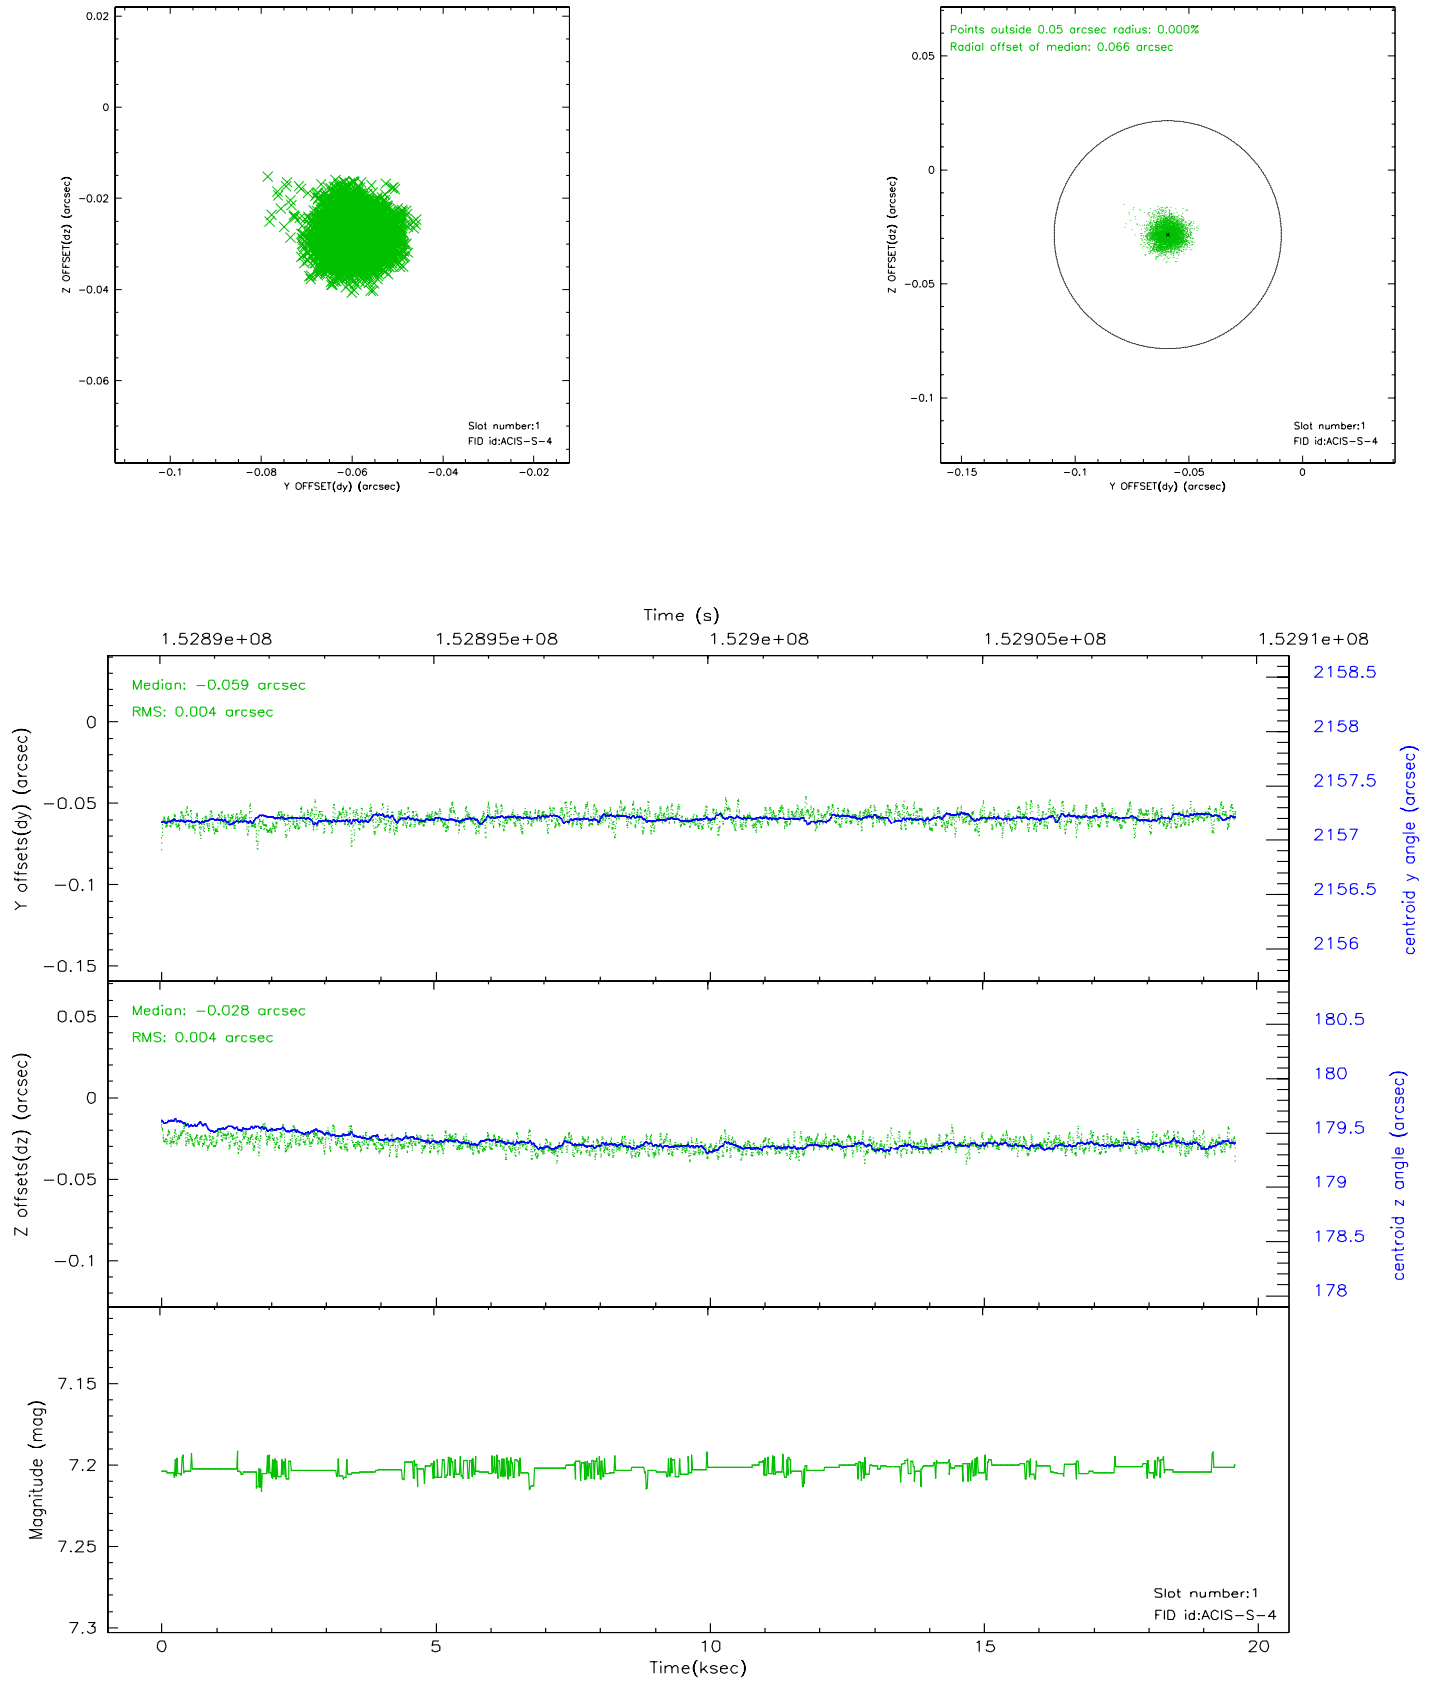 0.02
0
−0.02
−0.04
−0.06
Z OFFSET(dz) (arcsec)
Slot number:1
FID id:ACIS−S−4
−0.1
−0.08
−0.06
−0.04
−0.02
Y OFFSET(dy) (arcsec)
Points outside 0.05 arcsec radius: 0.000%
Radial offset of median: 0.066 arcsec
0.05
0
−0.05
−0.1
Z OFFSET(dz) (arcsec)
Slot number:1
FID id:ACIS−S−4
−0.15
−0.1
−0.05
0
Y OFFSET(dy) (arcsec)
Time (s)
1.5289e+08
1.52895e+08
1.529e+08
1.52905e+08
1.5291e+08
Median: −0.059 arcsec
RMS: 0.004 arcsec
0
−0.05
−0.1
−0.15
Y offsets(dy) (arcsec)
2158.5
2158
2157.5
2157
2156.5
2156
centroid y angle (arcsec)
Median: −0.028 arcsec
RMS: 0.004 arcsec
0.05
0
−0.05
−0.1
Z offsets(dz) (arcsec)
180.5
180
179.5
179
178.5
178
centroid z angle (arcsec)
7.15
7.2
7.25
7.3
Magnitude (mag)
Slot number:1
FID id:ACIS−S−4
0
5
10
15
20
Time(ksec)